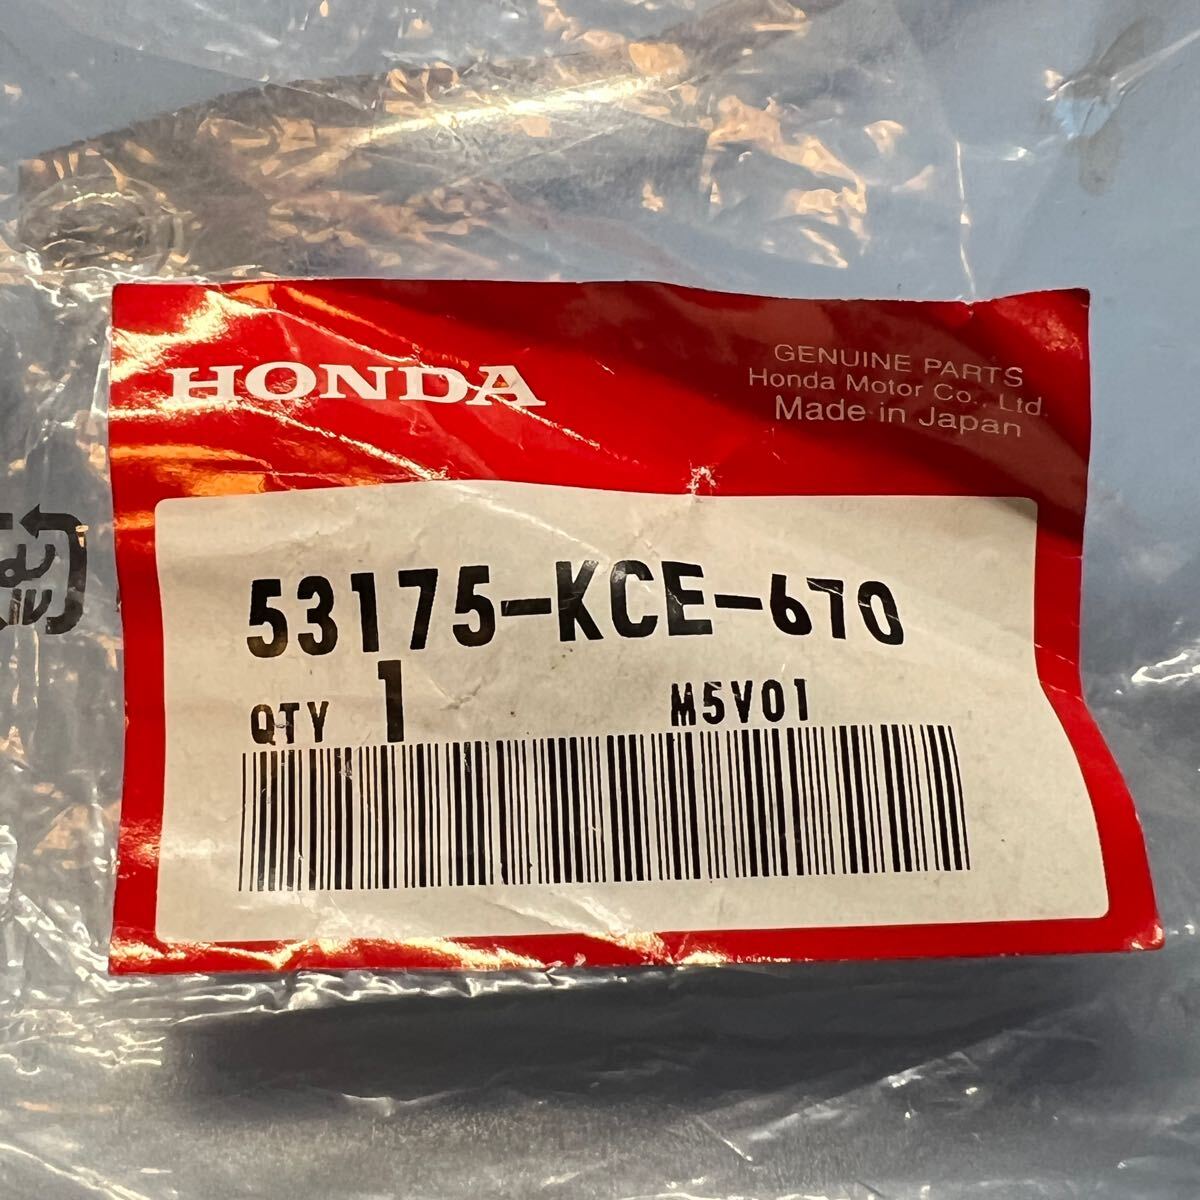 HONDA
GENUINE PARTS
Honda Motor Co., Ltd.
Made in Japan
53175-KCE-670
QTY 1 M5V01